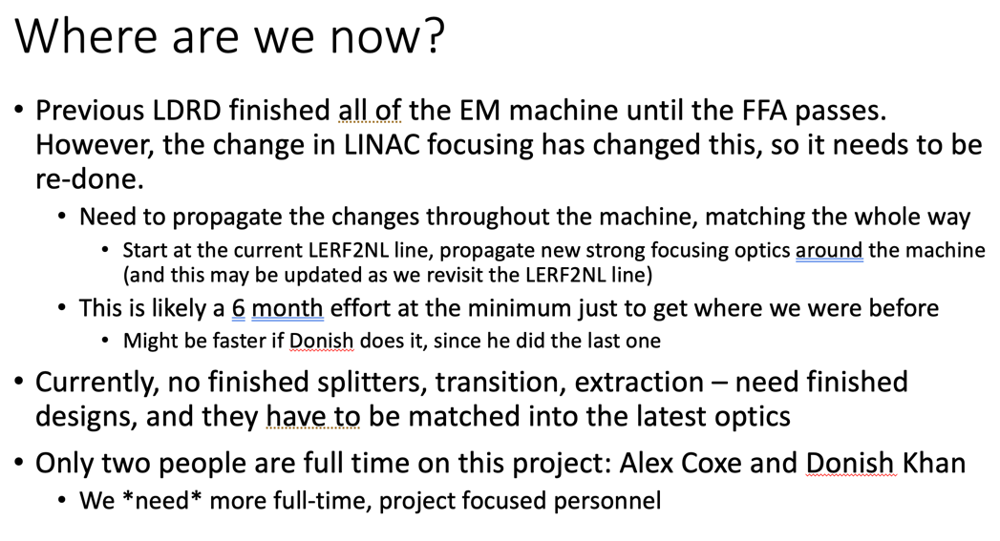 Where are we now?
• Previous LDRD finished all of the EM machine until the FFA passes.
However, the change in LINAC focusing has changed this, so it needs to be
re-done.
• Need to propagate the changes throughout the machine, matching the whole way
• Start at the current LERF2NL line, propagate new strong focusing optics around the machine
(and this may be updated as we revisit the LERF2NL line)
• This is likely a 6 month effort at the minimum just to get where we were before
• Might be faster if Donish does it, since he did the last one
• Currently, no finished splitters, transition, extraction – need finished
designs, and they have to be matched into the latest optics
• Only two people are full time on this project: Alex Coxe and Donish Khan
• We *need* more full-time, project focused personnel